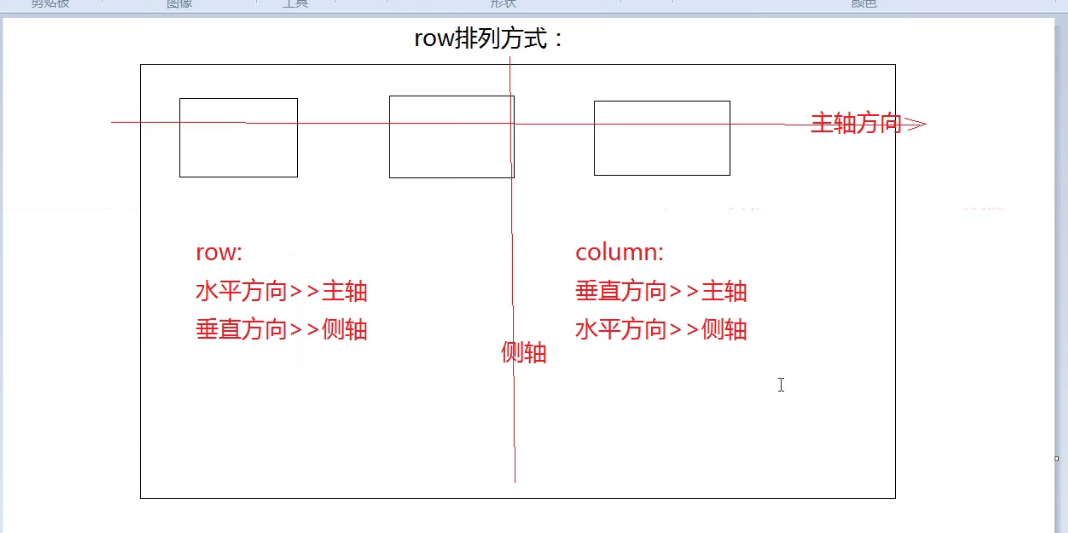 剪贴板
图像
工具
形状
颜色
row排列方式：
主轴方向
row:
水平方向>>主轴
垂直方向>>侧轴
column:
垂直方向>>主轴
水平方向>>侧轴
侧轴